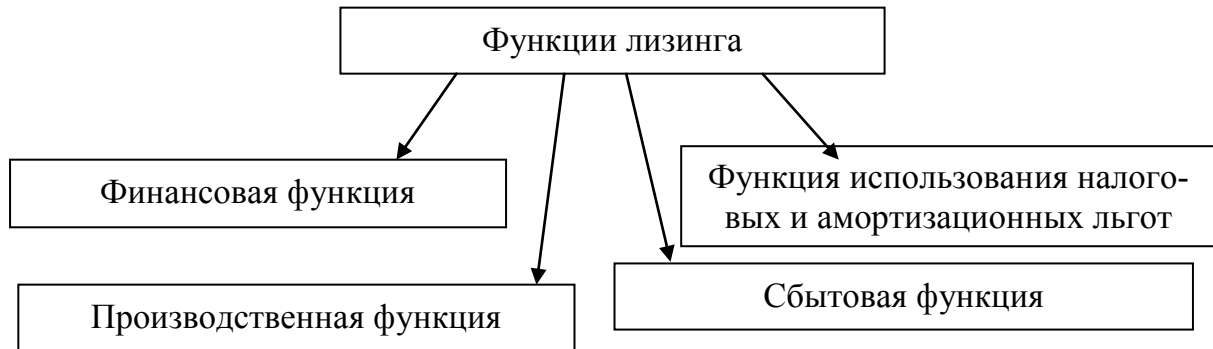 Функции лизинга
Финансовая функция
Функция использования налого-
вых и амортизационных льгот
Производственная функция
Сбытовая функция